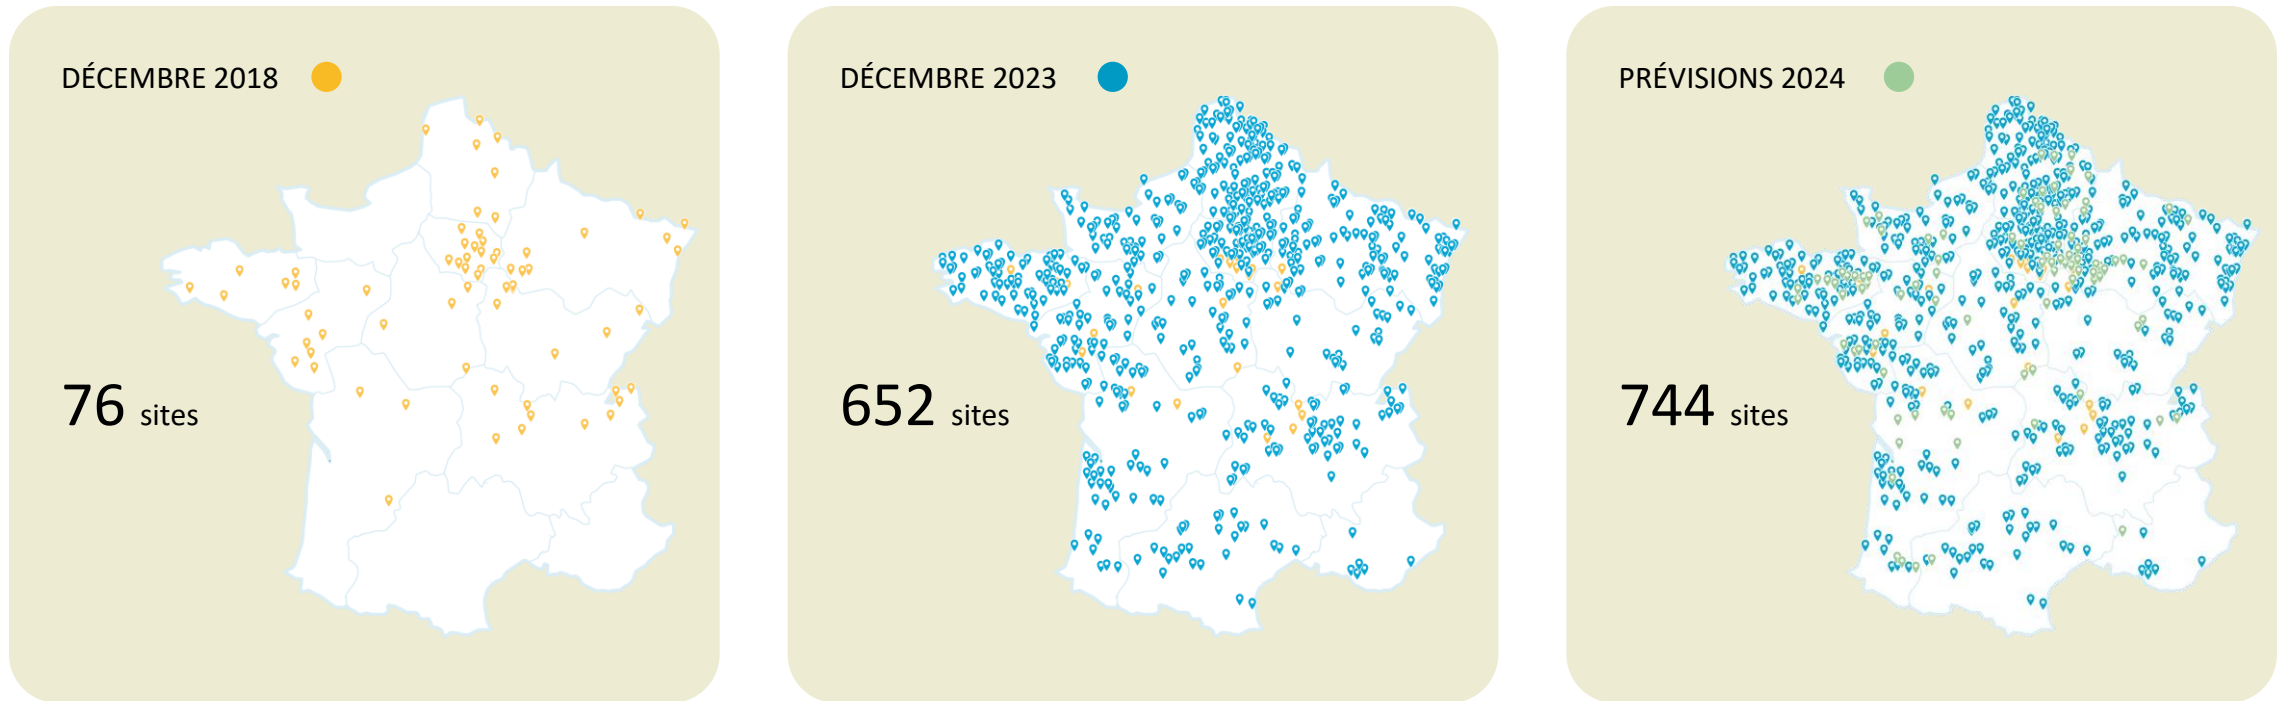 DÉCEMBRE 2018
76 sites
DÉCEMBRE 2023
652 sites
PRÉVISIONS 2024
744 sites